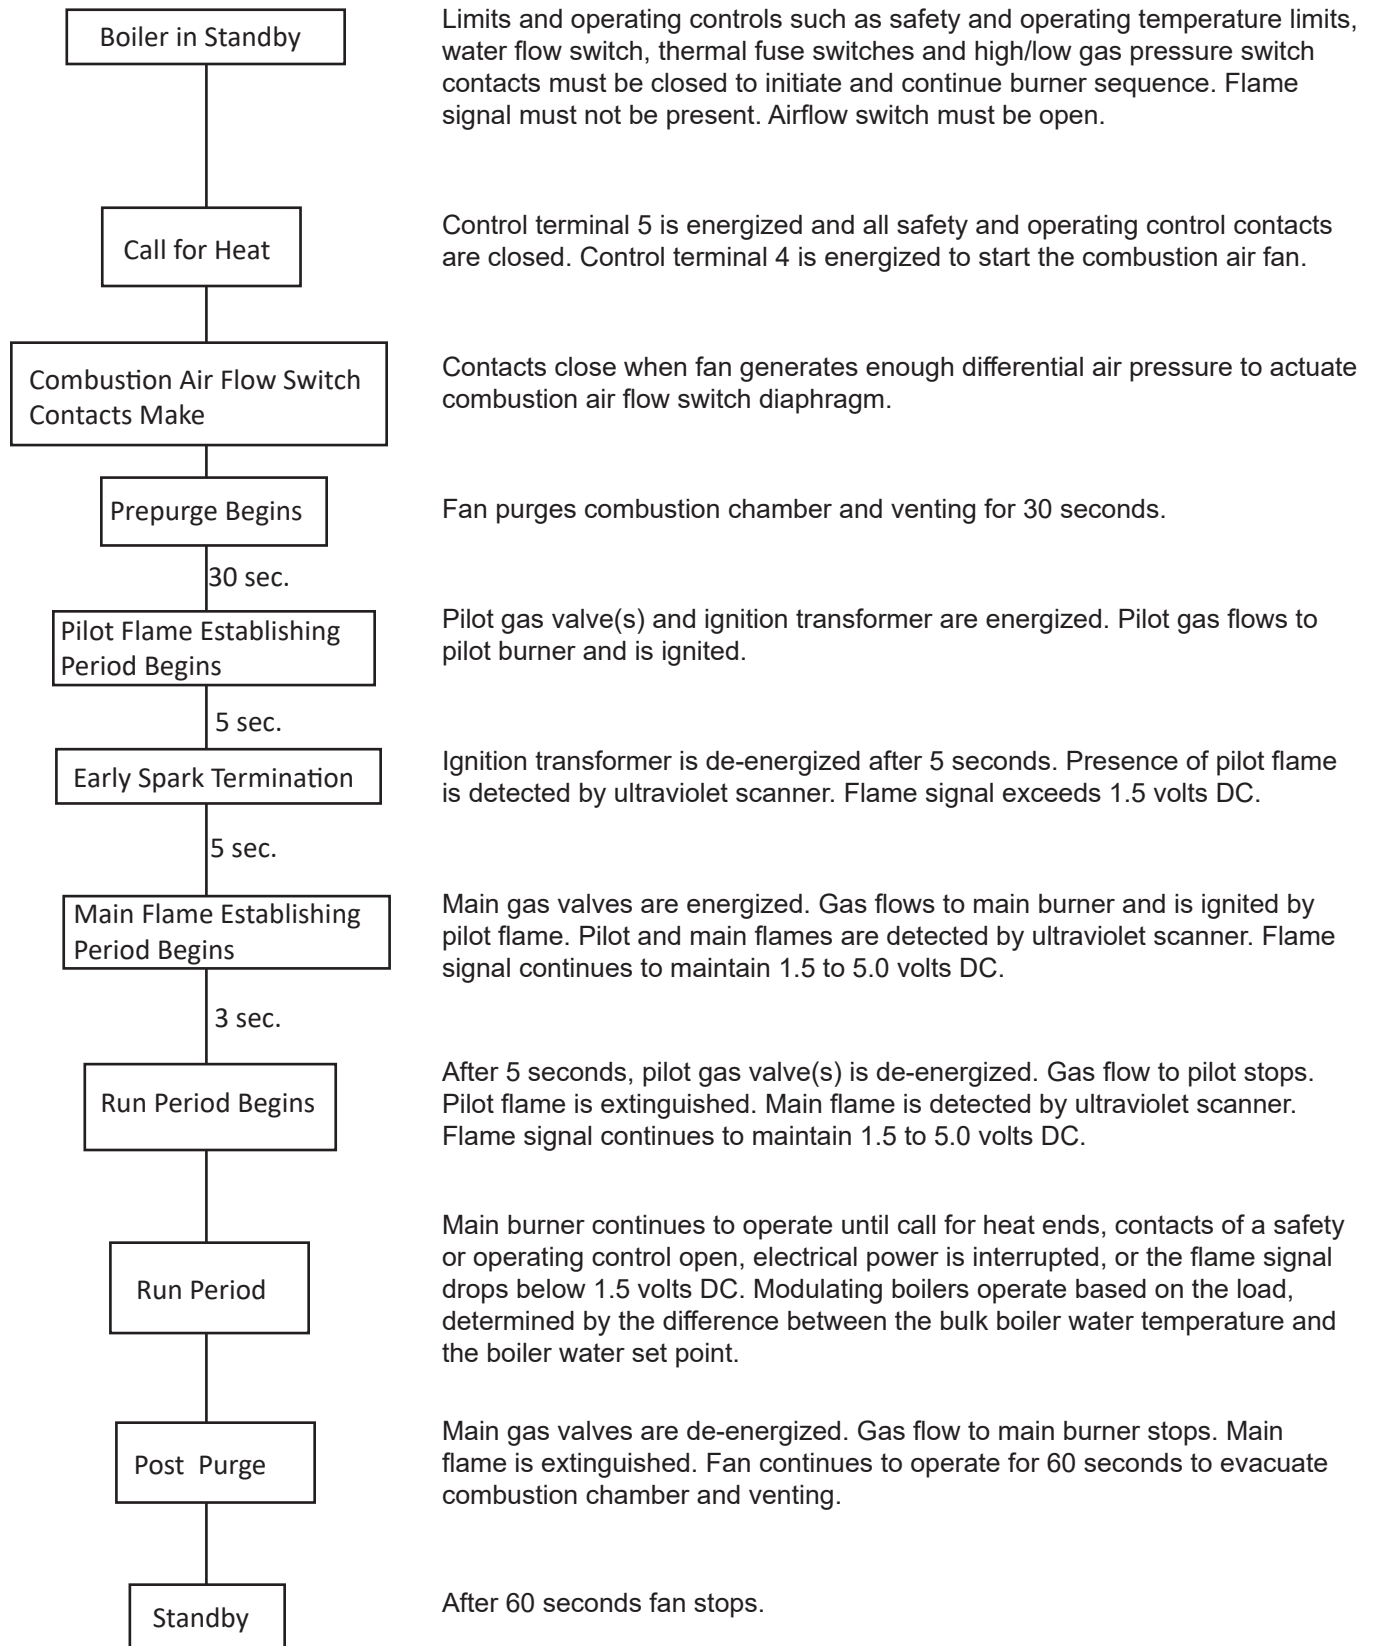 Boiler in Standby
Limits and operating controls such as safety and operating temperature limits,
water flow switch, thermal fuse switches and high/low gas pressure switch
contacts must be closed to initiate and continue burner sequence. Flame
signal must not be present. Airflow switch must be open.
Call for Heat
Control terminal 5 is energized and all safety and operating control contacts
are closed. Control terminal 4 is energized to start the combustion air fan.
Combustion Air Flow Switch
Contacts Make
Contacts close when fan generates enough differential air pressure to actuate
combustion air flow switch diaphragm.
Prepurge Begins
Fan purges combustion chamber and venting for 30 seconds.
30 sec.
Pilot Flame Establishing
Period Begins
Pilot gas valve(s) and ignition transformer are energized. Pilot gas flows to
pilot burner and is ignited.
5 sec.
Early Spark Termination
Ignition transformer is de-energized after 5 seconds. Presence of pilot flame
is detected by ultraviolet scanner. Flame signal exceeds 1.5 volts DC.
5 sec.
Main Flame Establishing
Period Begins
Main gas valves are energized. Gas flows to main burner and is ignited by
pilot flame. Pilot and main flames are detected by ultraviolet scanner. Flame
signal continues to maintain 1.5 to 5.0 volts DC.
3 sec.
Run Period Begins
After 5 seconds, pilot gas valve(s) is de-energized. Gas flow to pilot stops.
Pilot flame is extinguished. Main flame is detected by ultraviolet scanner.
Flame signal continues to maintain 1.5 to 5.0 volts DC.
Run Period
Main burner continues to operate until call for heat ends, contacts of a safety
or operating control open, electrical power is interrupted, or the flame signal
drops below 1.5 volts DC. Modulating boilers operate based on the load,
determined by the difference between the bulk boiler water temperature and
the boiler water set point.
Post Purge
Main gas valves are de-energized. Gas flow to main burner stops. Main
flame is extinguished. Fan continues to operate for 60 seconds to evacuate
combustion chamber and venting.
Standby
After 60 seconds fan stops.